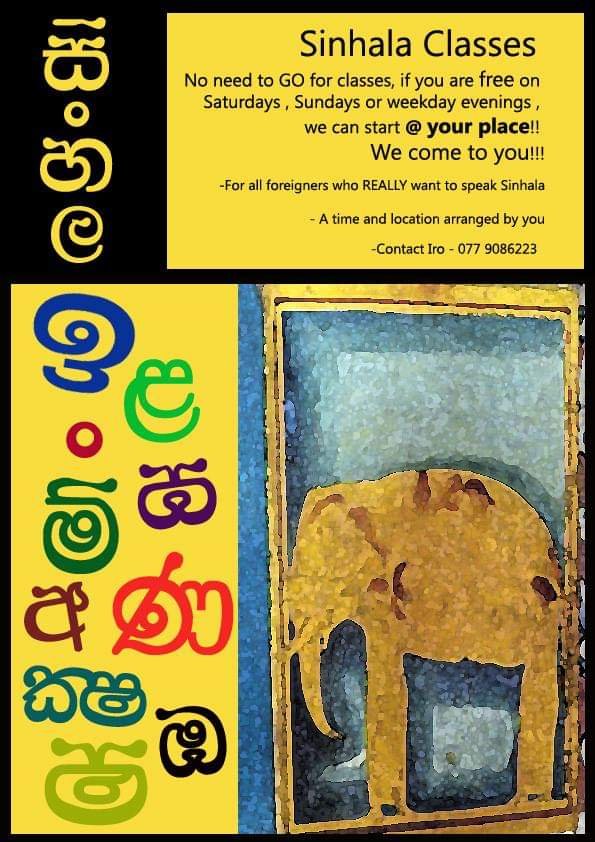 සිංහල
Sinhala Classes
No need to GO for classes, if you are free on
Saturdays , Sundays or weekday evenings ,
we can start @ your place!!
We come to you!!!
-For all foreigners who REALLY want to speak Sinhala
- A time and location arranged by you
-Contact Iro - 077 9086223
ඉ
ං
අ
ණ
ක්‍ෂ
ඔ